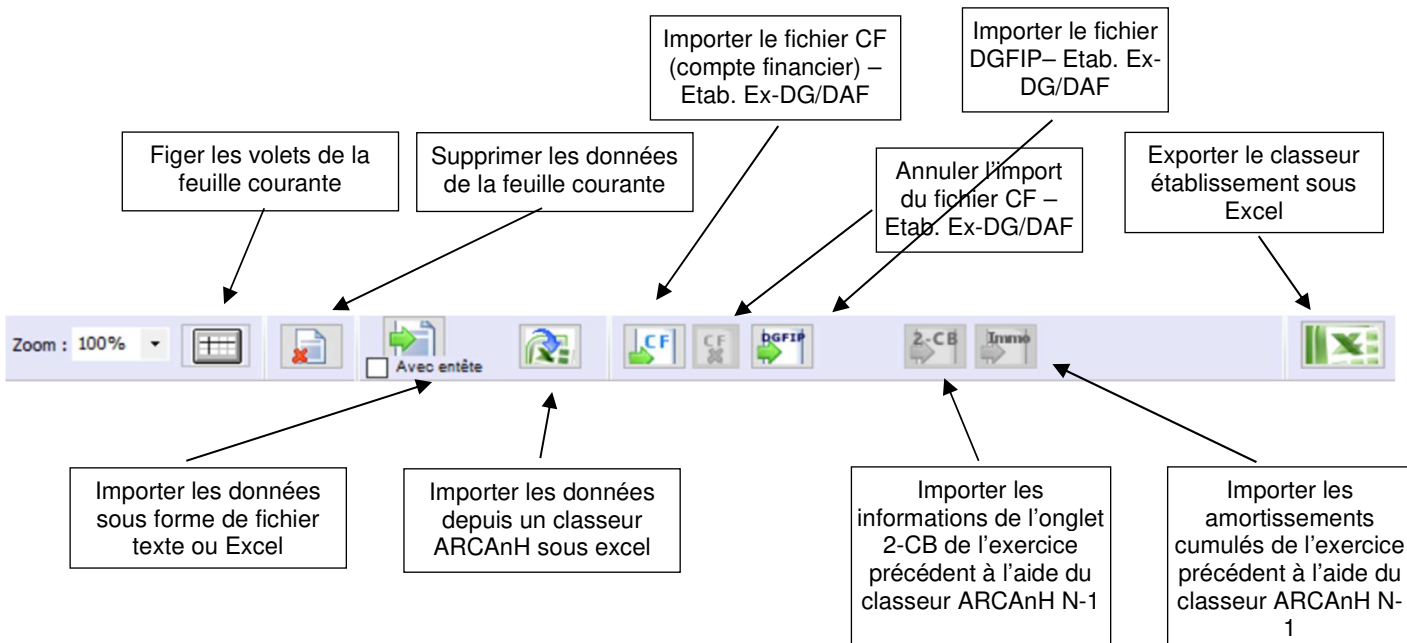 Importer le fichier CF
(compte financier) –
Etab. Ex-DG/DAF
Importer le fichier
DGFIP– Etab. Ex-
DG/DAF
Figer les volets de la
feuille courante
Supprimer les données
de la feuille courante
Annuler l’import
du fichier CF –
Etab. Ex-DG/DAF
Exporter le classeur
établissement sous
Excel
Zoom : 100%
Avec entête
CF
CF
DGFIP
2-CB
Immo
Importer les données
sous forme de fichier
texte ou Excel
Importer les données
depuis un classeur
ARCAnH sous excel
Importer les
informations de l’onglet
2-CB de l’exercice
précédent à l’aide du
classeur ARCAnH N-1
Importer les
amortissements
cumulés de l’exercice
précédent à l’aide du
classeur ARCAnH N-
1